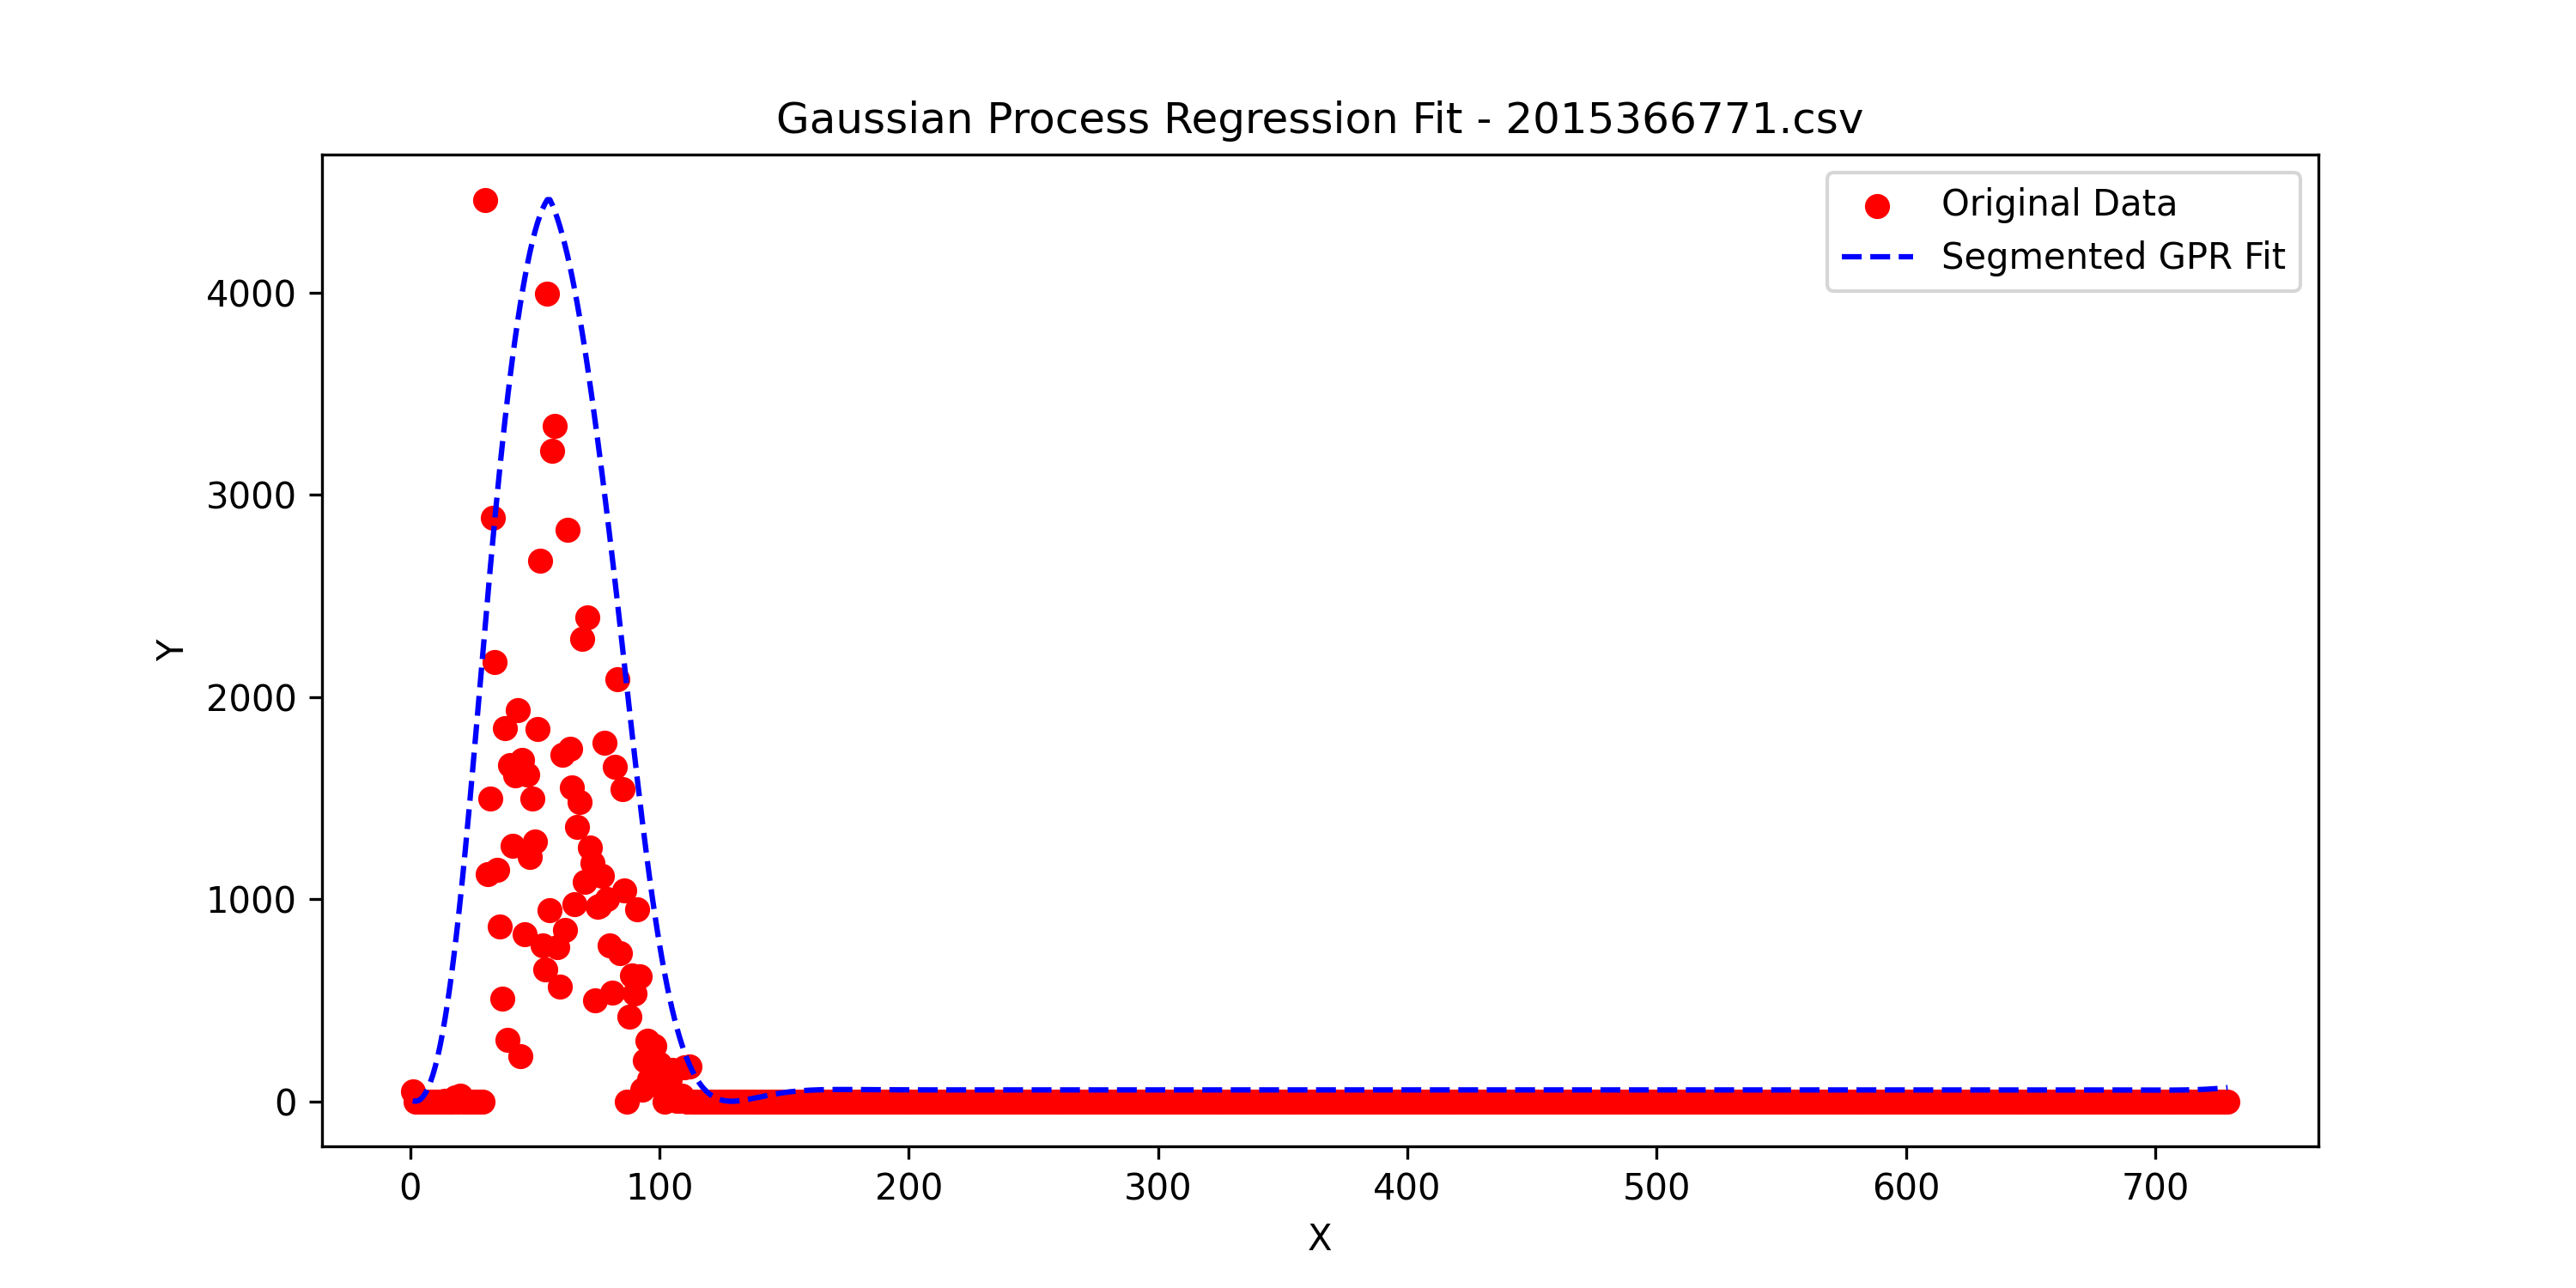 Gaussian Process Regression Fit - 2015366771.csv
Original Data
Segmented GPR Fit
4000
3000
2000
1000
0
Y
0 100 200 300 400 500 600 700
X